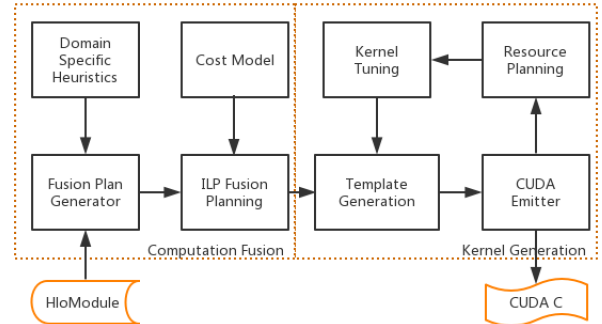 Domain
Specific
Heuristics
Cost Model
Kernel
Tuning
Resource
Planning
Fusion Plan
Generator
ILP Fusion
Planning
Template
Generation
CUDA
Emitter
Computation Fusion
Kernel Generation
HloModule
CUDA C